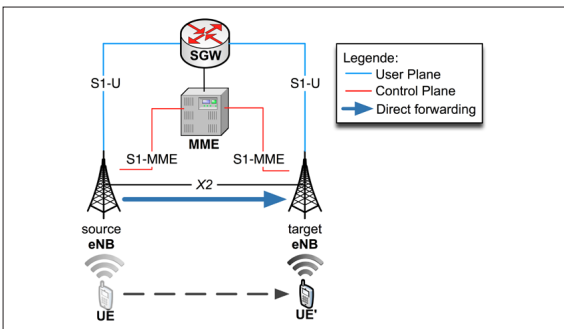 SGW
Legende:
User Plane
Control Plane
Direct forwarding
S1-U
S1-U
MME
S1-MME
S1-MME
X2
source
eNB
target
eNB
UE
UE'